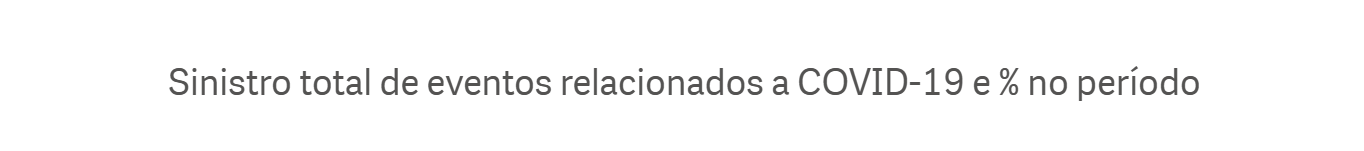 Sinistro total de eventos relacionados a COVID-19 e % no período